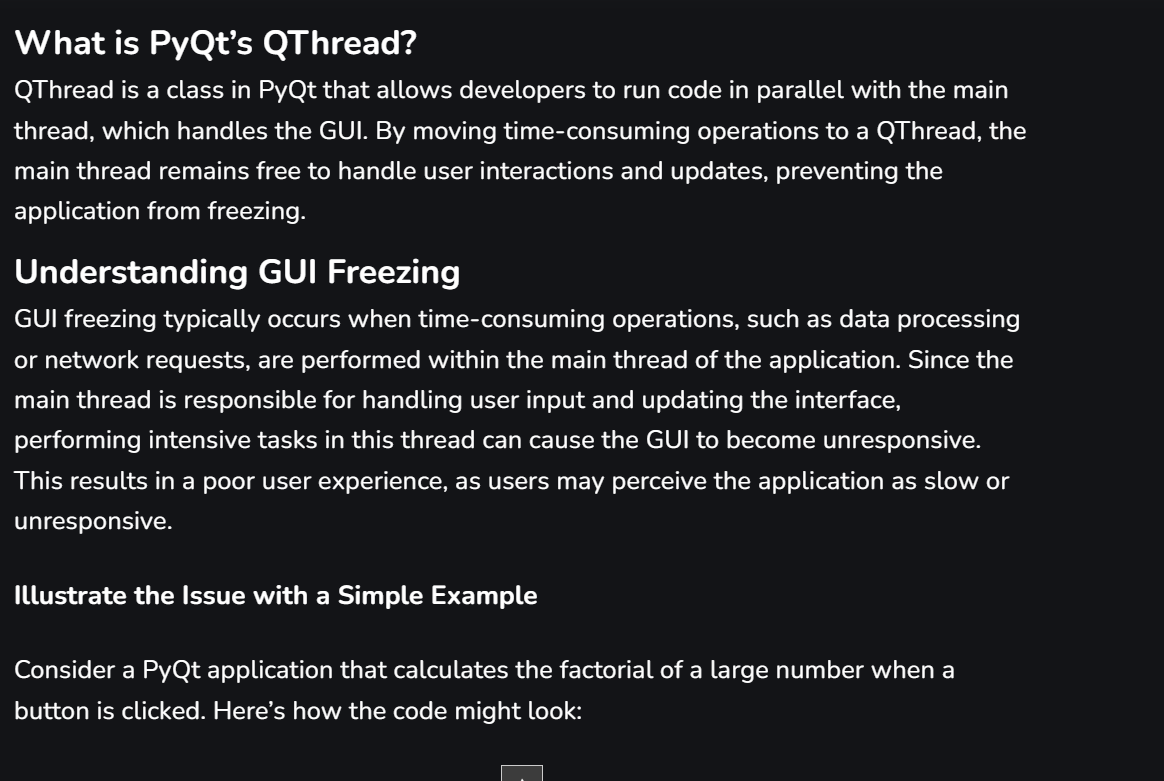 What is PyQt’s QThread?
QThread is a class in PyQt that allows developers to run code in parallel with the main
thread, which handles the GUI. By moving time-consuming operations to a QThread, the
main thread remains free to handle user interactions and updates, preventing the
application from freezing.
Understanding GUI Freezing
GUI freezing typically occurs when time-consuming operations, such as data processing
or network requests, are performed within the main thread of the application. Since the
main thread is responsible for handling user input and updating the interface,
performing intensive tasks in this thread can cause the GUI to become unresponsive.
This results in a poor user experience, as users may perceive the application as slow or
unresponsive.
Illustrate the Issue with a Simple Example
Consider a PyQt application that calculates the factorial of a large number when a
button is clicked. Here’s how the code might look: